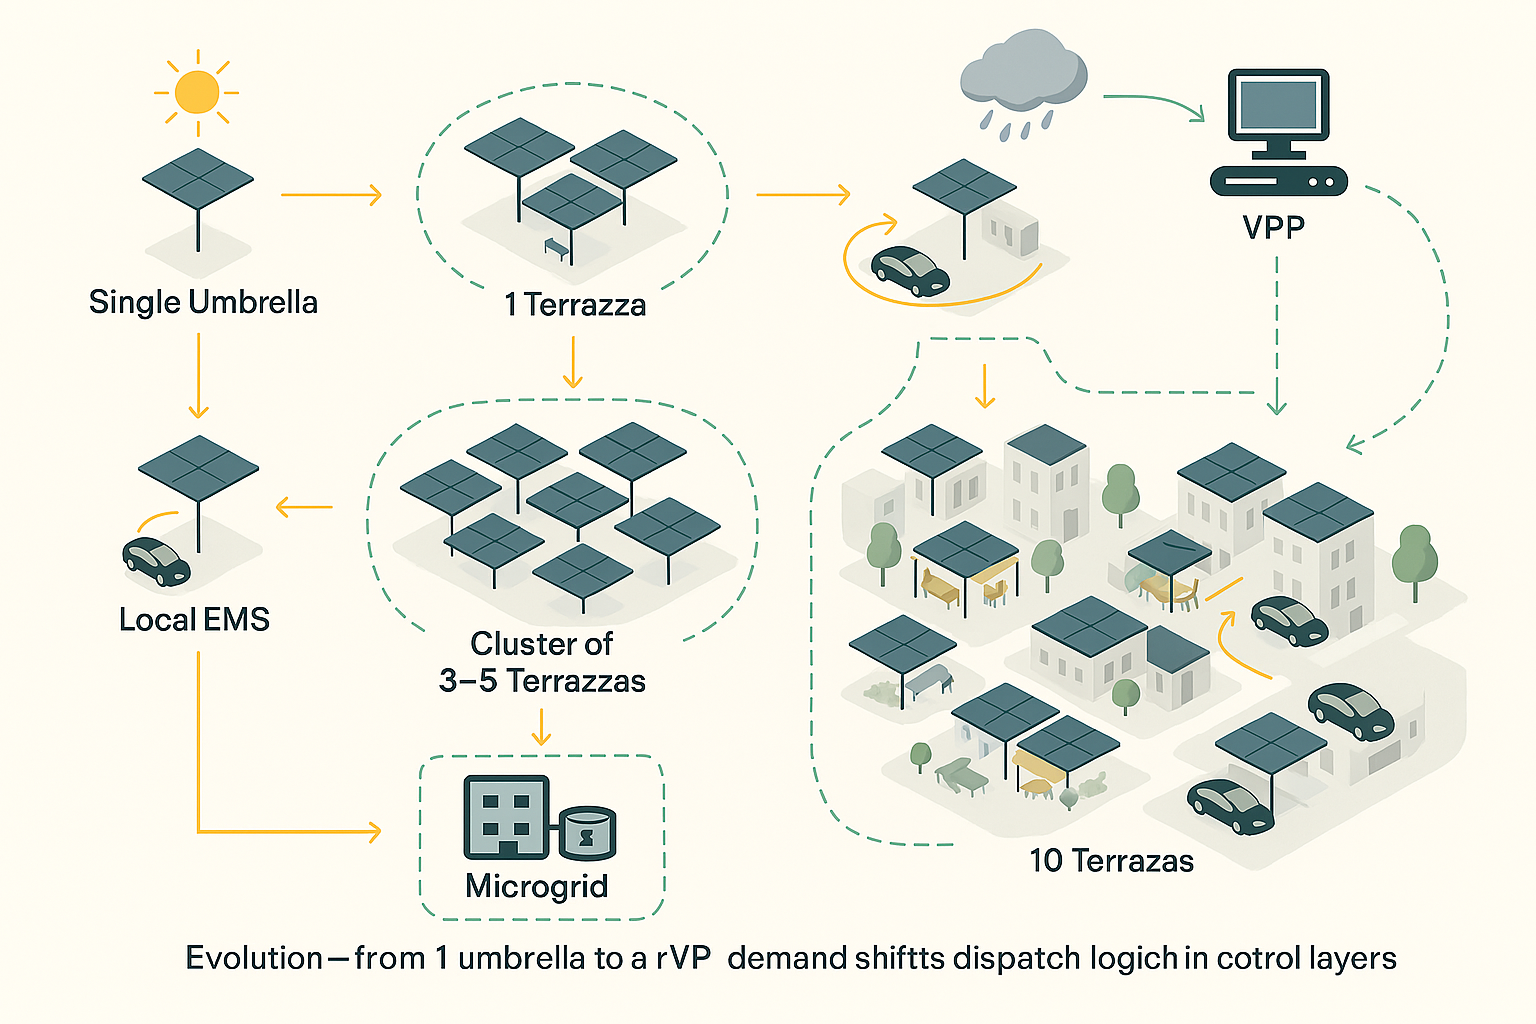 Single Umbrella
1 Terrazza
VPP
Local EMS
Cluster of
3–5 Terrazzas
Microgrid
10 Terrazas
Evolution—from 1 umbrella to a rVP demand shiftts dispatch logich in cotrol layers